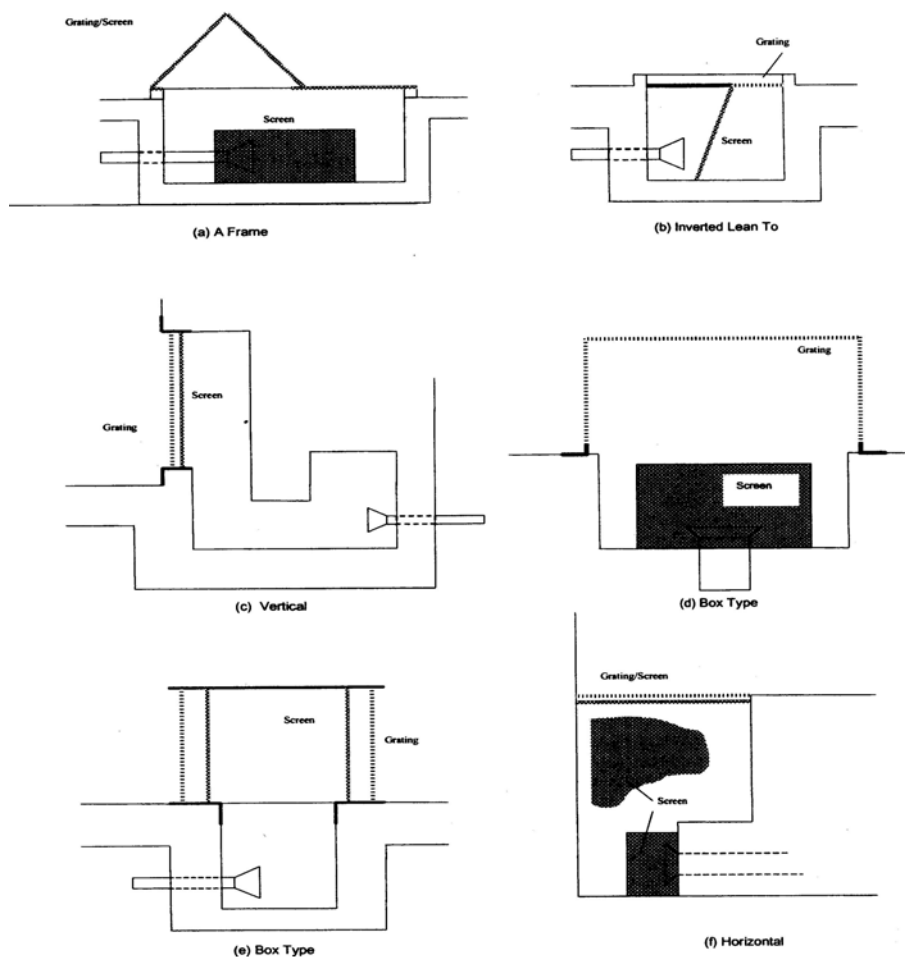 Grating/Screen
Screen
(a) A Frame
Grating
Screen
(b) Inverted Lean To
Screen
Grating
(c) Vertical
Grating
Screen
(d) Box Type
Screen
Grating
(e) Box Type
Grating/Screen
Screen
(f) Horizontal